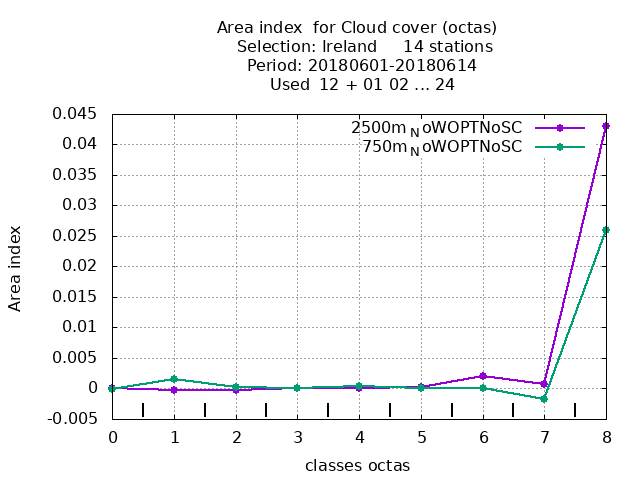 Area index  for Cloud cover (octas)
Selection: Ireland     14 stations
Period: 20180601-20180614
Used  12 + 01 02 ... 24
2500m_NoWOPTNoSC
750m_NoWOPTNoSC
Area index
0.045
0.04
0.035
0.03
0.025
0.02
0.015
0.01
0.005
0
-0.005
0 1 2 3 4 5 6 7 8
classes octas